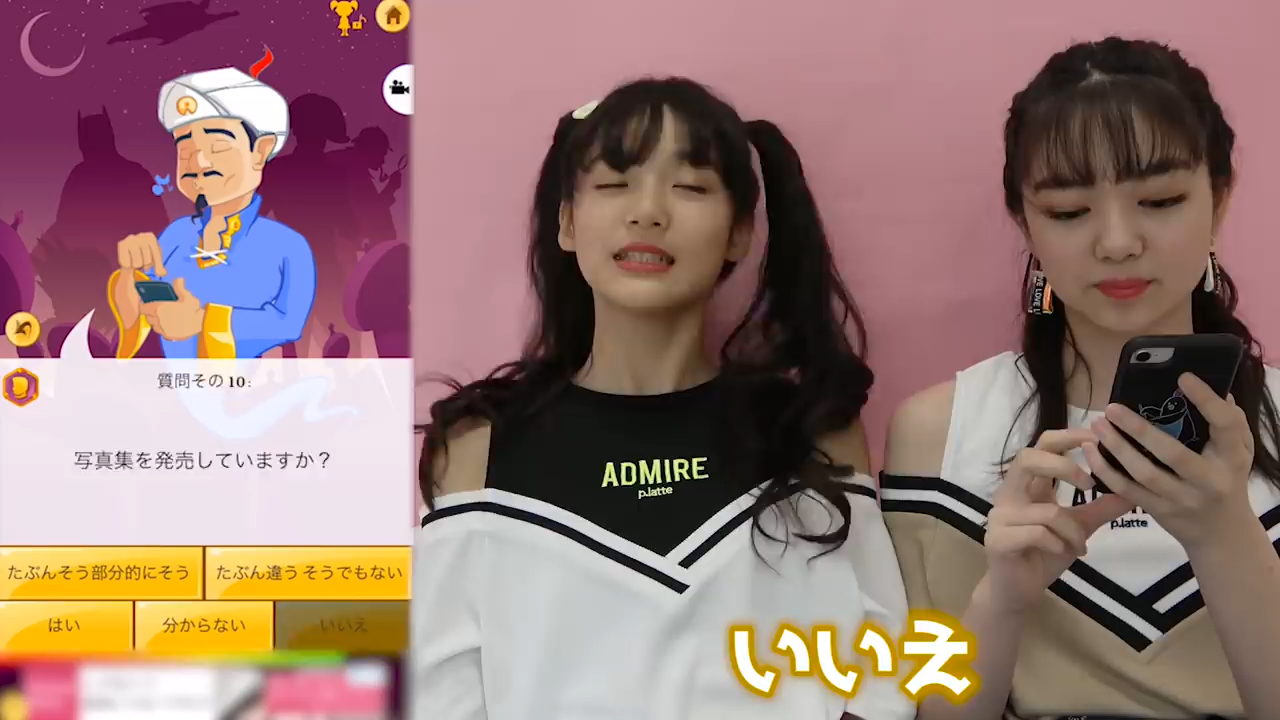 質問その10:
写真集を発売していますか？
たぶんそう部分的にそう
たぶん違う そうでもない
はい
分からない
いいえ
ADMIRE
p.latte
p.latte
いいえ